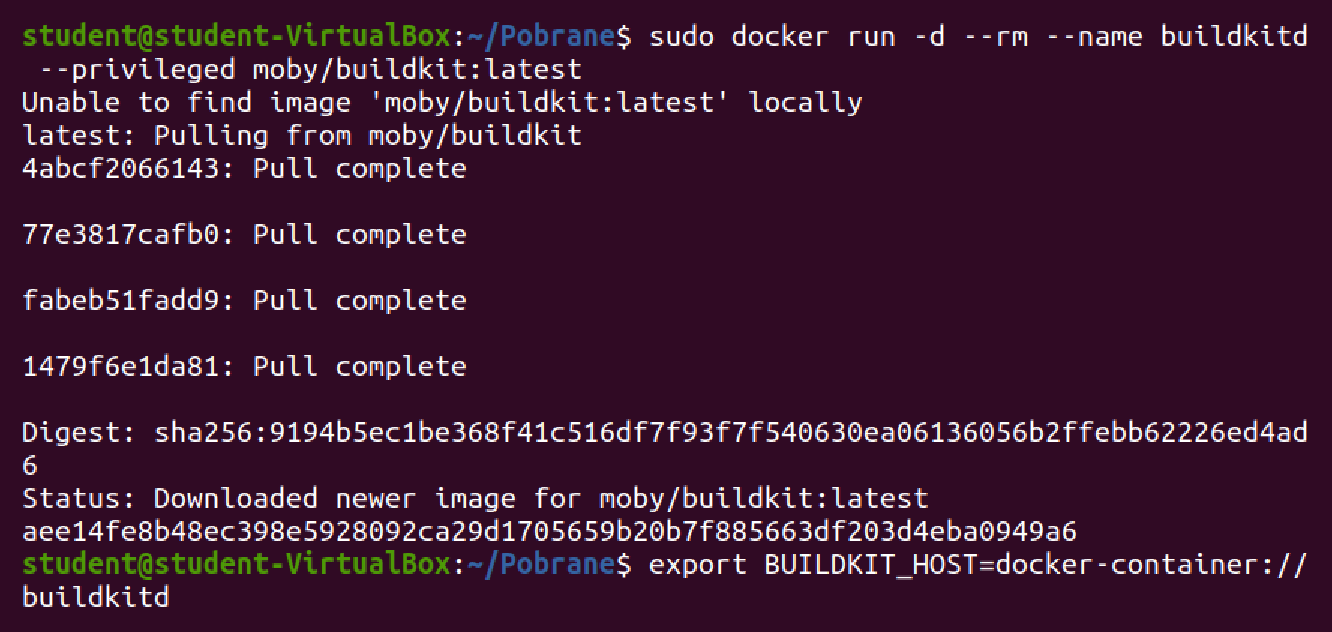 student@student-VirtualBox:~/Pobrane$ sudo docker run -d --rm --name buildkitd
--privileged moby/buildkit:latest
Unable to find image 'moby/buildkit:latest' locally
latest: Pulling from moby/buildkit
4abcf2066143: Pull complete
77e3817cafb0: Pull complete
fabeb51fadd9: Pull complete
1479f6e1da81: Pull complete
Digest: sha256:9194b5ec1be368f41c516df7f93f7f540630ea06136056b2ffebb62226ed4ad
6
Status: Downloaded newer image for moby/buildkit:latest
aee14fe8b48ec398e5928092ca29d1705659b20b7f885663df203d4eba0949a6
student@student-VirtualBox:~/Pobrane$ export BUILDKIT_HOST=docker-container://
buildkitd